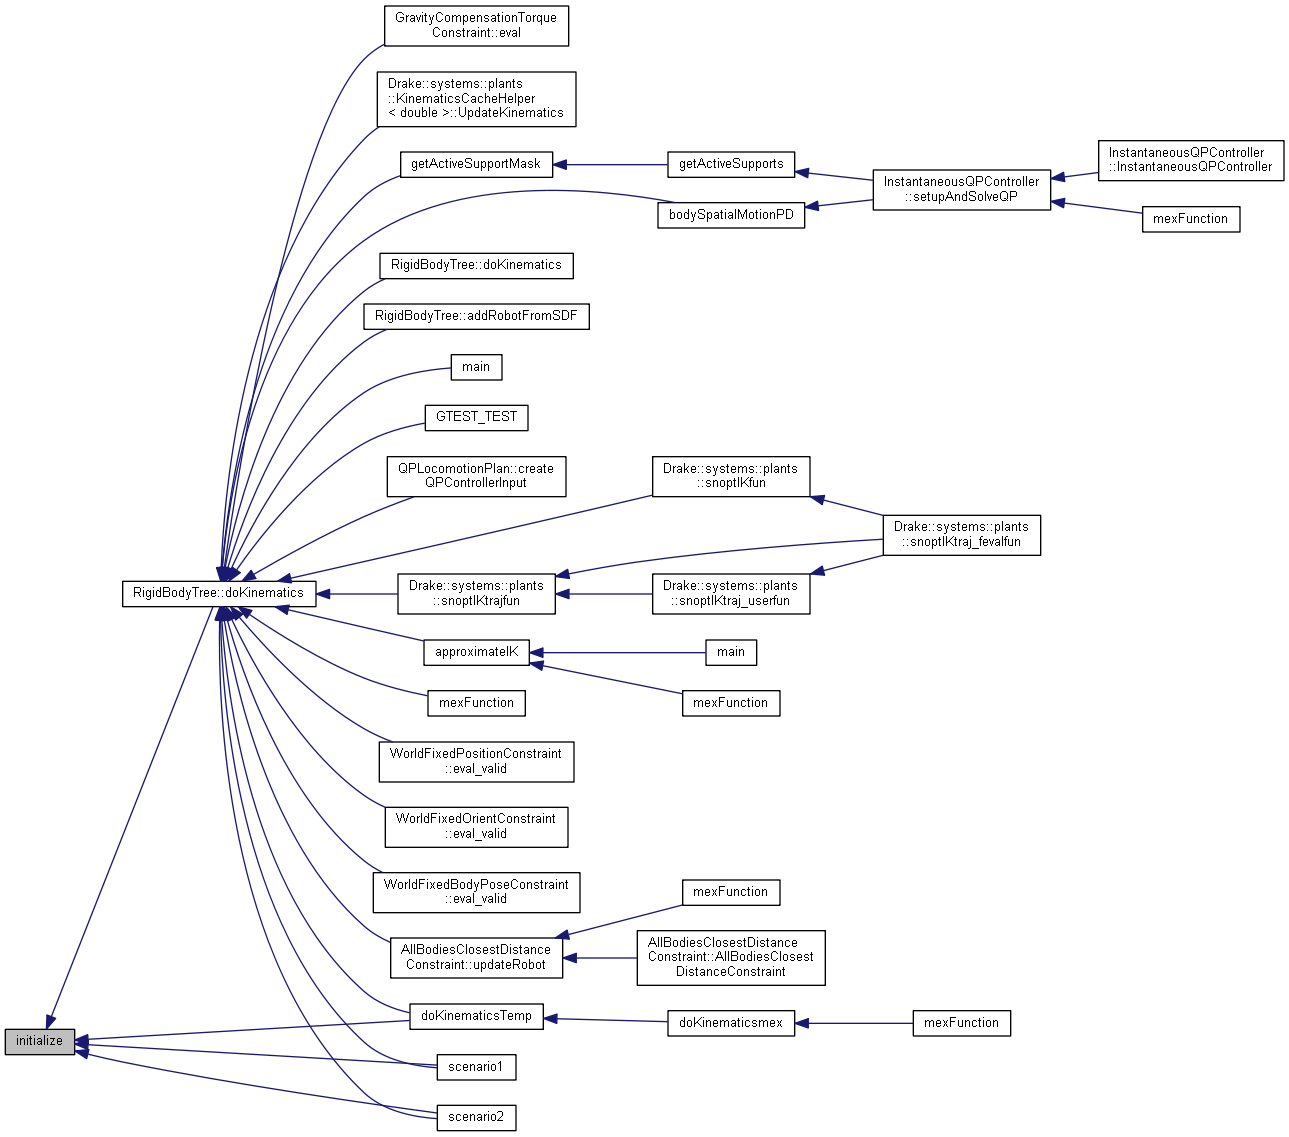 GravityCompensationTorque
Constraint::eval
Drake::systems::plants
::KinematicsCacheHelper
< double >::UpdateKinematics
getActiveSupportMask
getActiveSupports
InstantaneousQPController
::InstantaneousQPController
InstantaneousQPController
::setupAndSolveQP
bodySpatialMotionPD
mexFunction
RigidBodyTree::doKinematics
RigidBodyTree::addRobotFromSDF
main
GTEST_TEST
QPLocomotionPlan::create
QPControllerInput
Drake::systems::plants
::snoptIKfun
Drake::systems::plants
::snoptIKtraj_fevalfun
RigidBodyTree::doKinematics
Drake::systems::plants
::snoptIKtrajfun
Drake::systems::plants
::snoptIKtraj_userfun
approximateIK
main
mexFunction
mexFunction
WorldFixedPositionConstraint
::eval_valid
WorldFixedOrientConstraint
::eval_valid
WorldFixedBodyPoseConstraint
::eval_valid
mexFunction
AllBodiesClosestDistance
Constraint::updateRobot
AllBodiesClosestDistance
Constraint::AllBodiesClosest
DistanceConstraint
doKinematicsTemp
doKinematicsmex
mexFunction
initialize
scenario1
scenario2